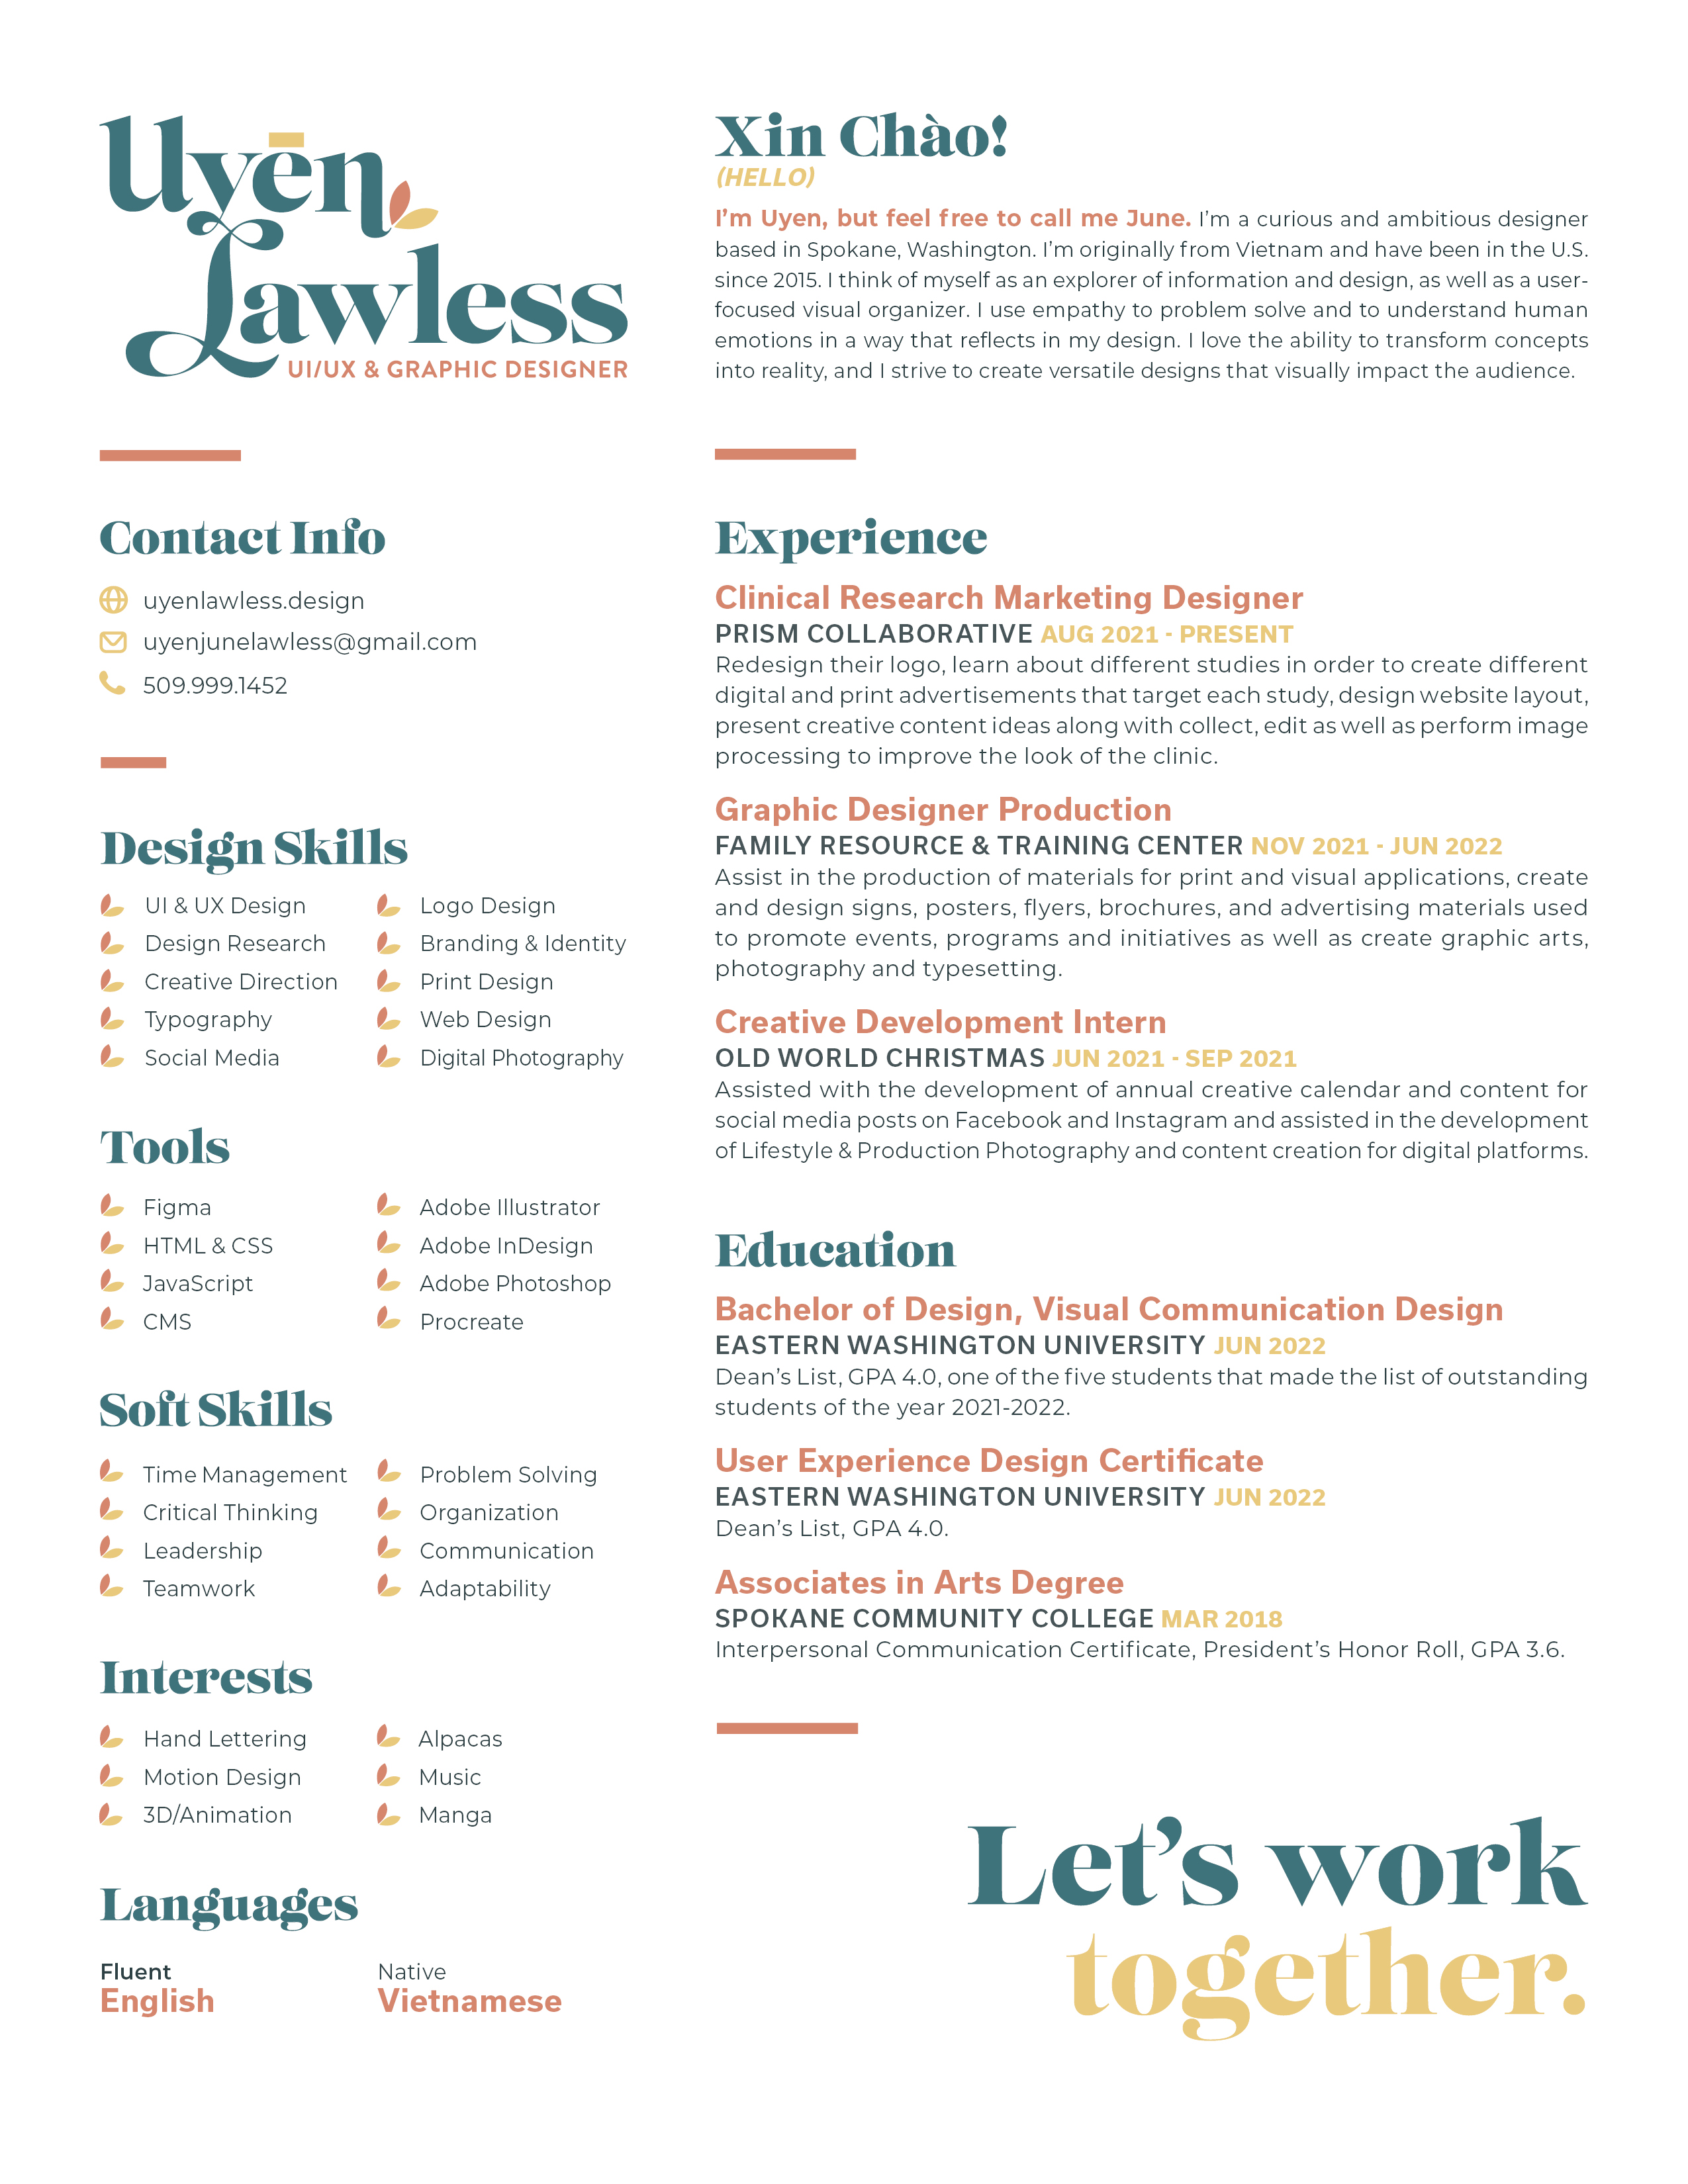 Uyēn
Lawless
UI/UX & GRAPHIC DESIGNER
Xin Chào!
(HELLO)
I’m Uyen, but feel free to call me June. I’m a curious and ambitious designer
based in Spokane, Washington. I’m originally from Vietnam and have been in the U.S.
since 2015. I think of myself as an explorer of information and design, as well as a user-
focused visual organizer. I use empathy to problem solve and to understand human
emotions in a way that reflects in my design. I love the ability to transform concepts
into reality, and I strive to create versatile designs that visually impact the audience.
Contact Info
uyenlawless.design
uyenjunelawless@gmail.com
509.999.1452
Design Skills
UI & UX Design
Design Research
Creative Direction
Typography
Social Media
Logo Design
Branding & Identity
Print Design
Web Design
Digital Photography
Tools
Figma
HTML & CSS
JavaScript
CMS
Adobe Illustrator
Adobe InDesign
Adobe Photoshop
Procreate
Soft Skills
Time Management
Critical Thinking
Leadership
Teamwork
Problem Solving
Organization
Communication
Adaptability
Interests
Hand Lettering
Motion Design
3D/Animation
Alpacas
Music
Manga
Languages
Fluent
English
Native
Vietnamese
Experience
Clinical Research Marketing Designer
PRISM COLLABORATIVE AUG 2021 - PRESENT
Redesign their logo, learn about different studies in order to create different
digital and print advertisements that target each study, design website layout,
present creative content ideas along with collect, edit as well as perform image
processing to improve the look of the clinic.
Graphic Designer Production
FAMILY RESOURCE & TRAINING CENTER NOV 2021 - JUN 2022
Assist in the production of materials for print and visual applications, create
and design signs, posters, flyers, brochures, and advertising materials used
to promote events, programs and initiatives as well as create graphic arts,
photography and typesetting.
Creative Development Intern
OLD WORLD CHRISTMAS JUN 2021 - SEP 2021
Assisted with the development of annual creative calendar and content for
social media posts on Facebook and Instagram and assisted in the development
of Lifestyle & Production Photography and content creation for digital platforms.
Education
Bachelor of Design, Visual Communication Design
EASTERN WASHINGTON UNIVERSITY JUN 2022
Dean’s List, GPA 4.0, one of the five students that made the list of outstanding
students of the year 2021-2022.
User Experience Design Certificate
EASTERN WASHINGTON UNIVERSITY JUN 2022
Dean’s List, GPA 4.0.
Associates in Arts Degree
SPOKANE COMMUNITY COLLEGE MAR 2018
Interpersonal Communication Certificate, President’s Honor Roll, GPA 3.6.
Let’s work
together.